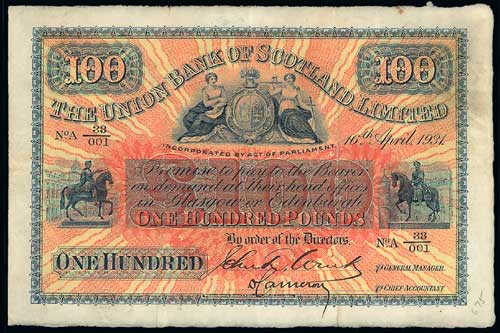 100 100
THE UNION BANK OF SCOTLAND LIMITED
No A 33/001 16th April, 1931.
INCORPORATED BY ACT OF PARLIAMENT.
Promise to pay to the Bearer
on demand at their head offices
in Glasgow or Edinburgh
ONE HUNDRED POUNDS
By order of the Directors. No A 33/001
ONE HUNDRED
p GENERAL MANAGER.
Cameron
p CHIEF ACCOUNTANT